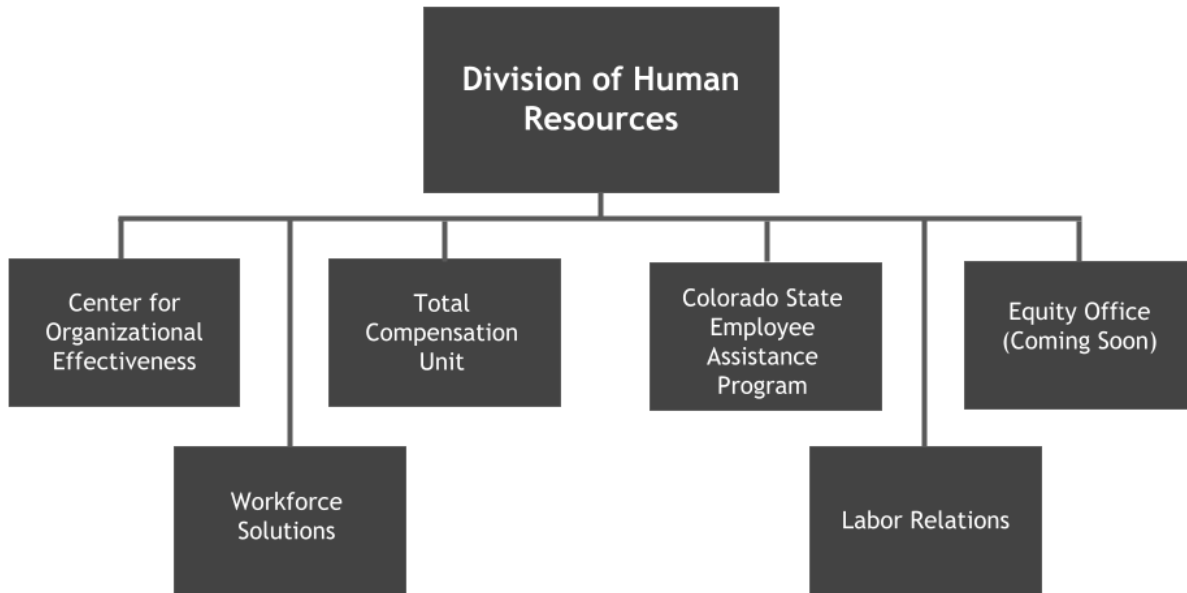 Division of Human
Resources
Center for
Organizational
Effectiveness
Total
Compensation
Unit
Colorado State
Employee
Assistance
Program
Equity Office
(Coming Soon)
Workforce
Solutions
Labor Relations